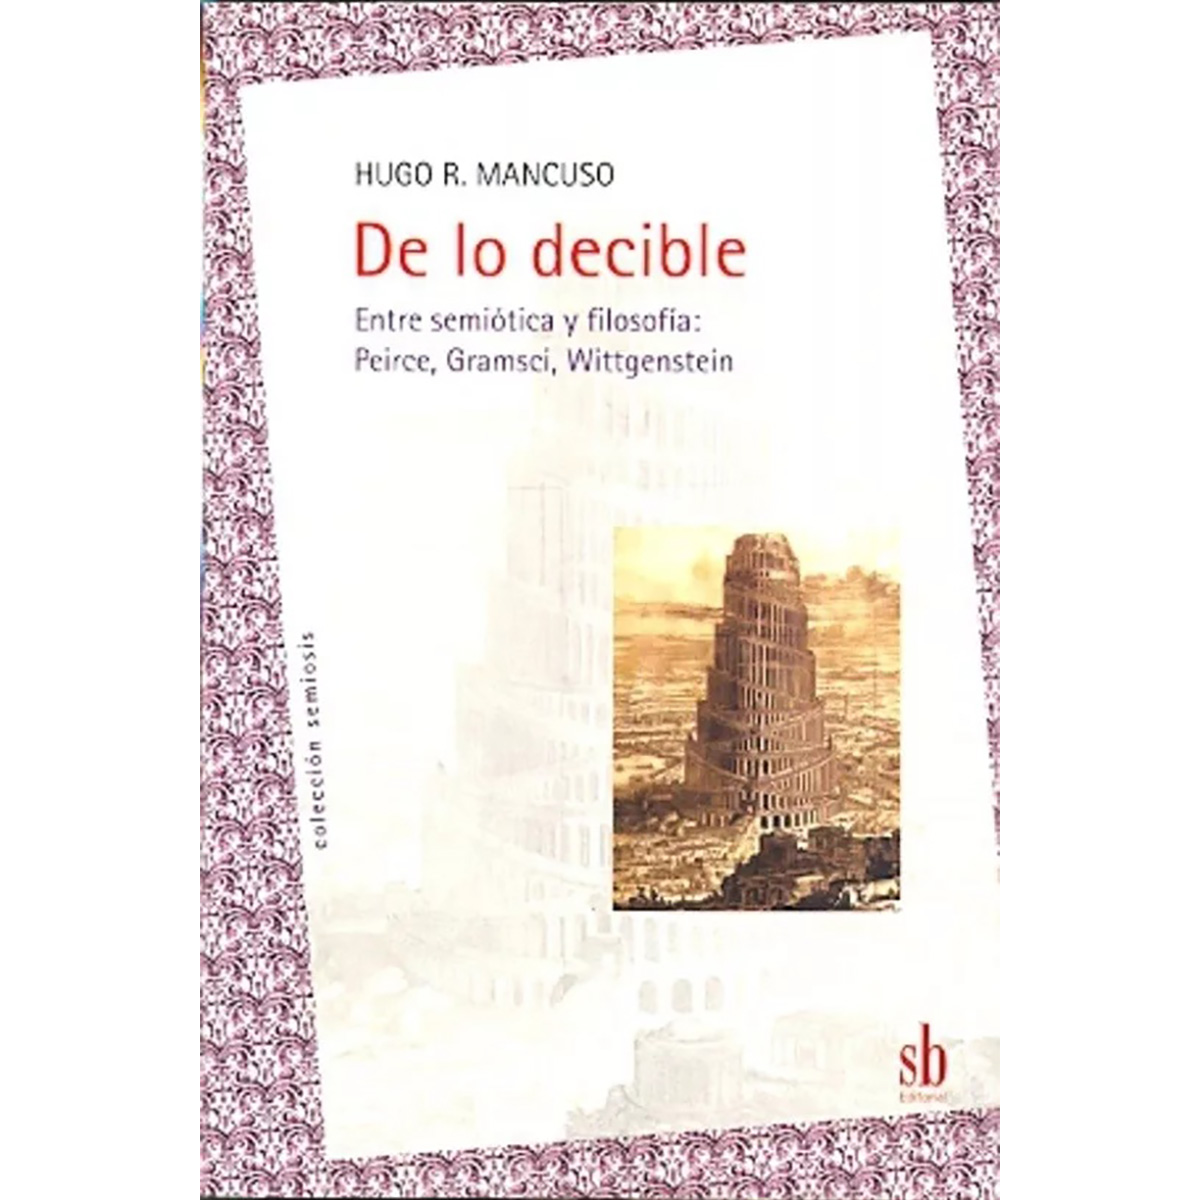 HUGO R. MANCUSO
De lo decible
Entre semiótica y filosofía:
Peirce, Gramsci, Wittgenstein
colección semiosis
sb
Editorial